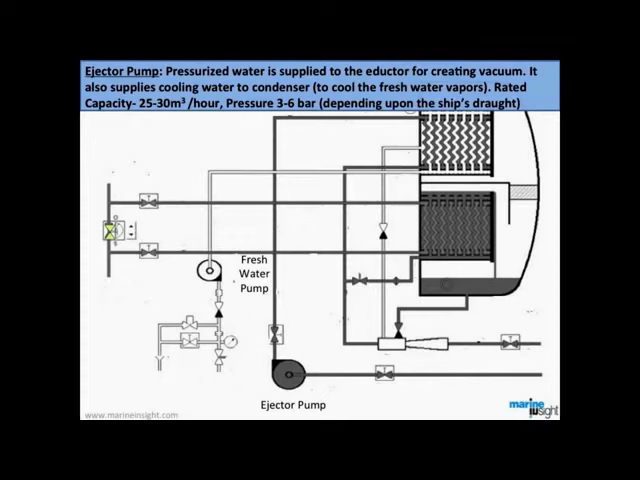 Ejector Pump: Pressurized water is supplied to the eductor for creating vacuum. It
also supplies cooling water to condenser (to cool the fresh water vapors). Rated
Capacity- 25-30m³ /hour, Pressure 3-6 bar (depending upon the ship's draught)
Fresh
Water
Pump
Ejector Pump
www.marineinsight.com
marine
insight